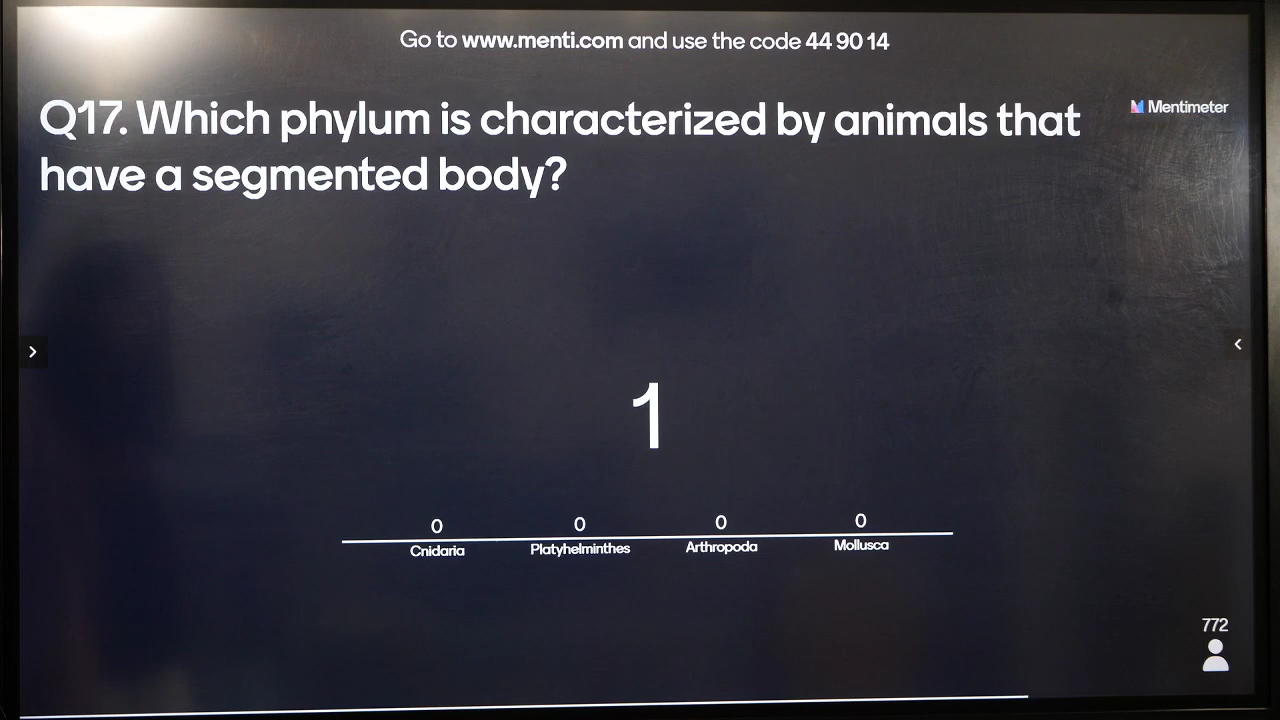 Go to www.menti.com and use the code 44 90 14
Q17. Which phylum is characterized by animals that
have a segmented body?
Mentimeter
1
0 0 0 0
Cnidaria Platyhelminthes Arthropoda Mollusca
772